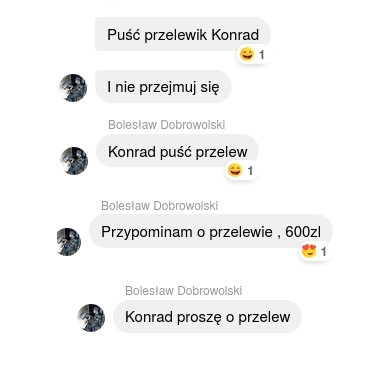 Puść przelewik Konrad
1
I nie przejmuj się
Bolesław Dobrowolski
Konrad puść przelew
1
Bolesław Dobrowolski
Przypominam o przelewie , 600zl
1
Bolesław Dobrowolski
Konrad proszę o przelew